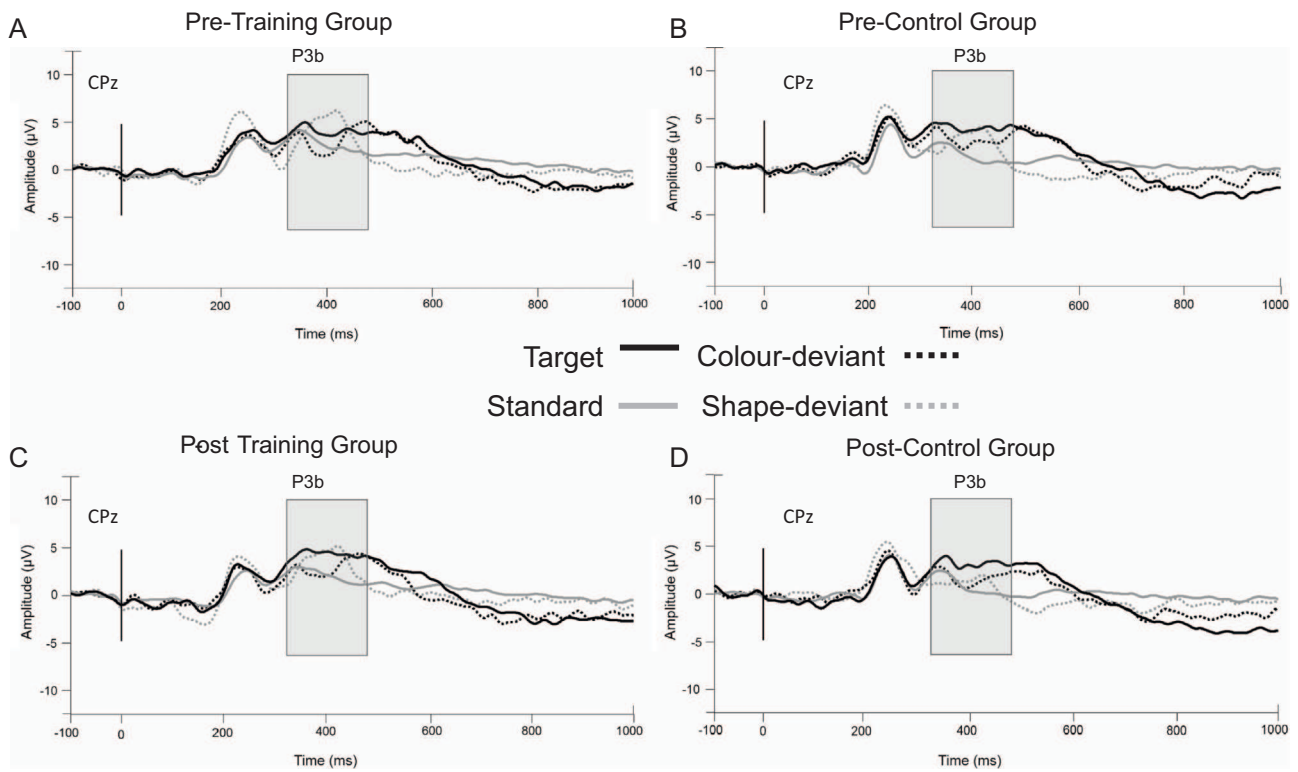 A
Pre-Training Group
P3b
CPz
10
5
0
-5
-10
Amplitude (µV)
-100
0
200
400
600
800
1000
Time (ms)
B
Pre-Control Group
P3b
CPz
10
5
0
-5
-10
Amplitude (µV)
-100
0
200
400
600
800
1000
Time (ms)
Target
Colour-deviant
Standard
Shape-deviant
C
Post Training Group
P3b
CPz
10
5
0
-5
-10
Amplitude (µV)
-100
0
200
400
600
800
1000
Time (ms)
D
Post-Control Group
P3b
CPz
10
5
0
-5
-10
Amplitude (µV)
-100
0
200
400
600
800
1000
Time (ms)